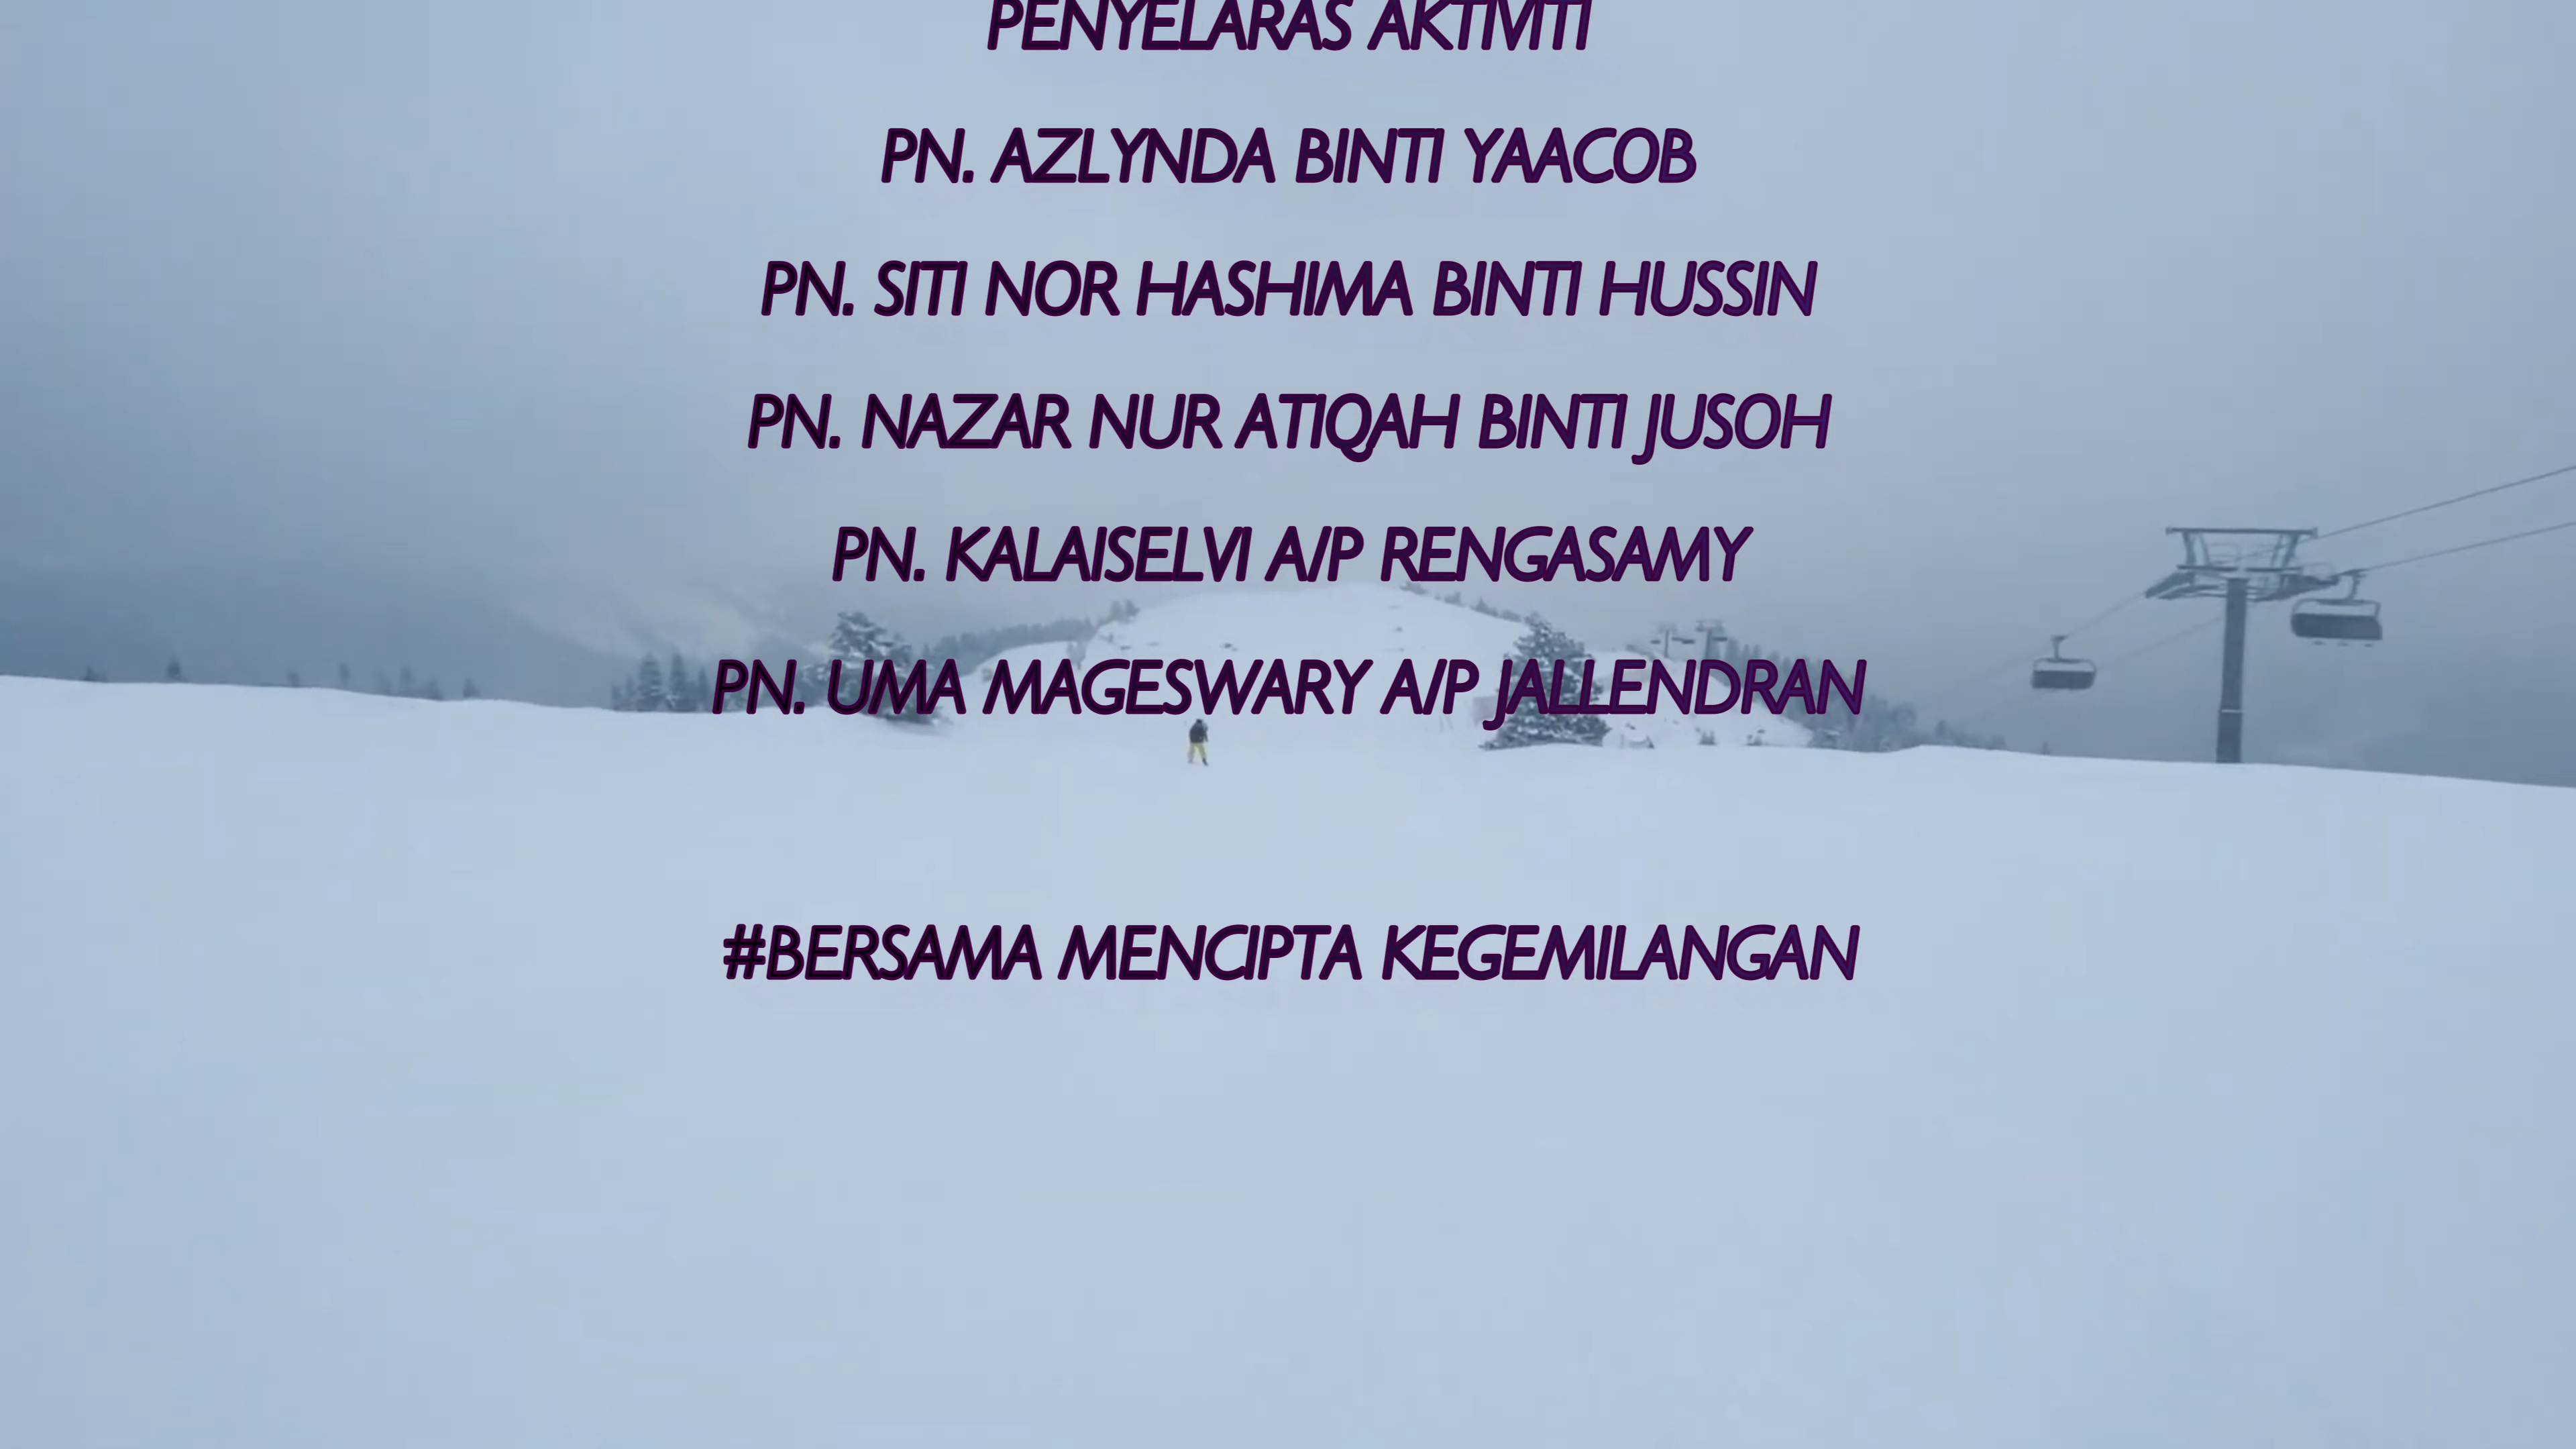 PENYELARAS AKTIVITI
PN. AZLYNDA BINTI YAACOB
PN. SITI NOR HASHIMA BINTI HUSSIN
PN. NAZAR NUR ATIQAH BINTI JUSOH
PN. KALAISELVI A/P RENGASAMY
PN. UMA MAGESWARY A/P JALLENDRAN
#BERSAMA MENCIPTA KEGEMILANGAN